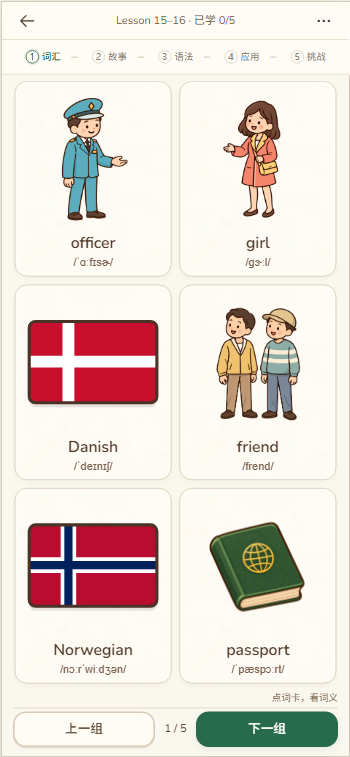 Lesson 15–16 · 已学 0/5
1 词汇 – 2 故事 – 3 语法 – 4 应用 – 5 挑战
officer
/ˈɑːfɪsɚ/
girl
/ɡɝːl/
Danish
/ˈdeɪnɪʃ/
friend
/frend/
Norwegian
/nɔːrˈwiːdʒən/
passport
/ˈpæspɔːrt/
点词卡，看词义
上一组
1 / 5
下一组